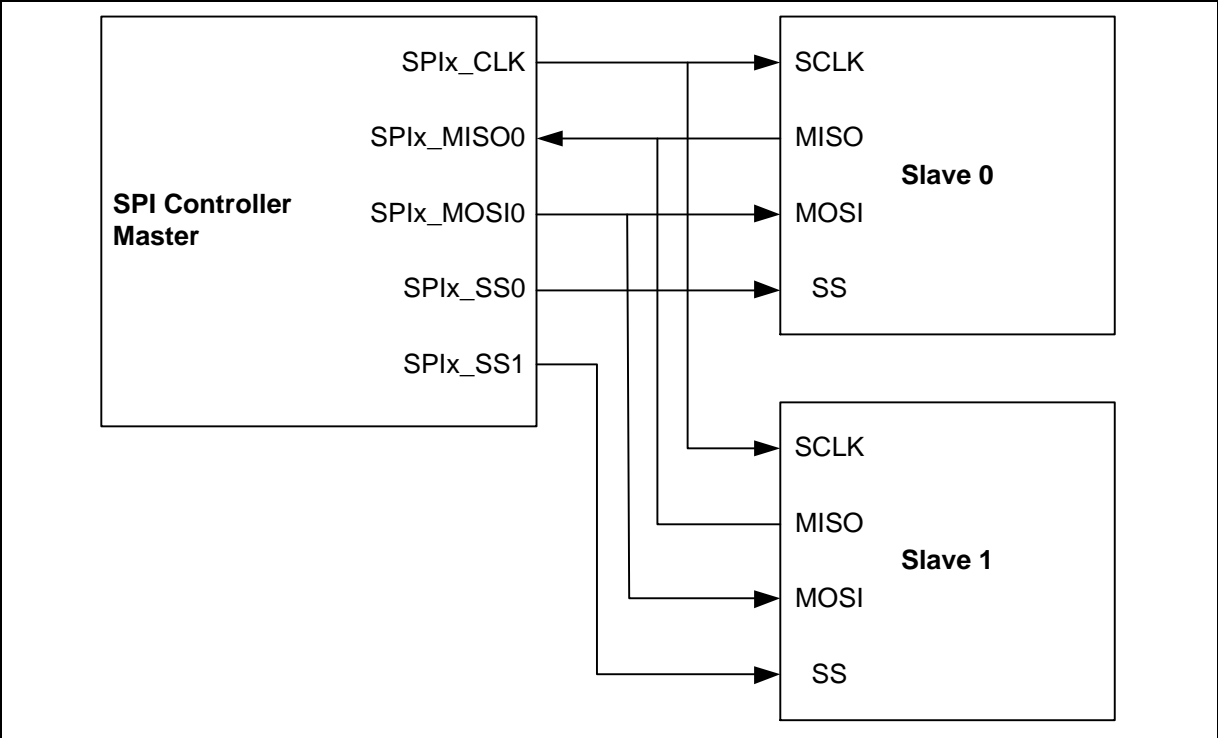 SPI Controller
Master
SPIx_CLK
SPIx_MISO0
SPIx_MOSI0
SPIx_SS0
SPIx_SS1
SCLK
MISO
Slave 0
MOSI
SS
SCLK
MISO
Slave 1
MOSI
SS